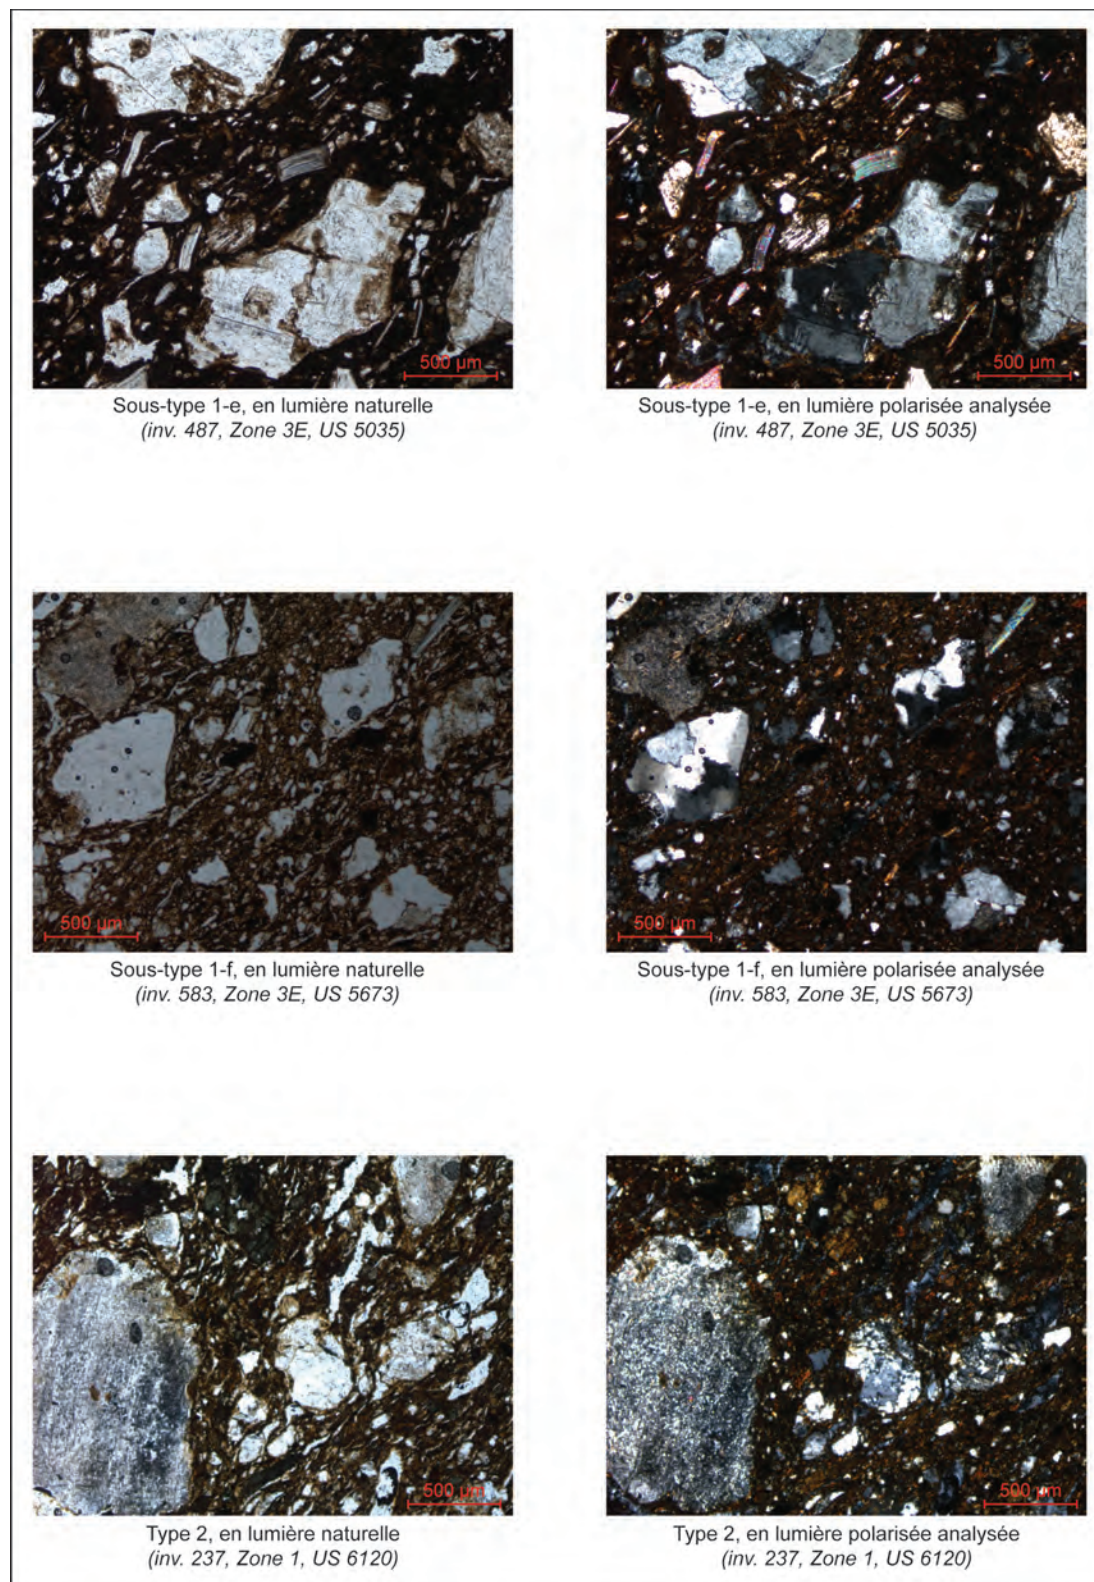 500 µm
500 µm
Sous-type 1-e, en lumière naturelle
(inv. 487, Zone 3E, US 5035)
Sous-type 1-e, en lumière polarisée analysée
(inv. 487, Zone 3E, US 5035)
500 µm
500 µm
Sous-type 1-f, en lumière naturelle
(inv. 583, Zone 3E, US 5673)
Sous-type 1-f, en lumière polarisée analysée
(inv. 583, Zone 3E, US 5673)
500 µm
500 µm
Type 2, en lumière naturelle
(inv. 237, Zone 1, US 6120)
Type 2, en lumière polarisée analysée
(inv. 237, Zone 1, US 6120)